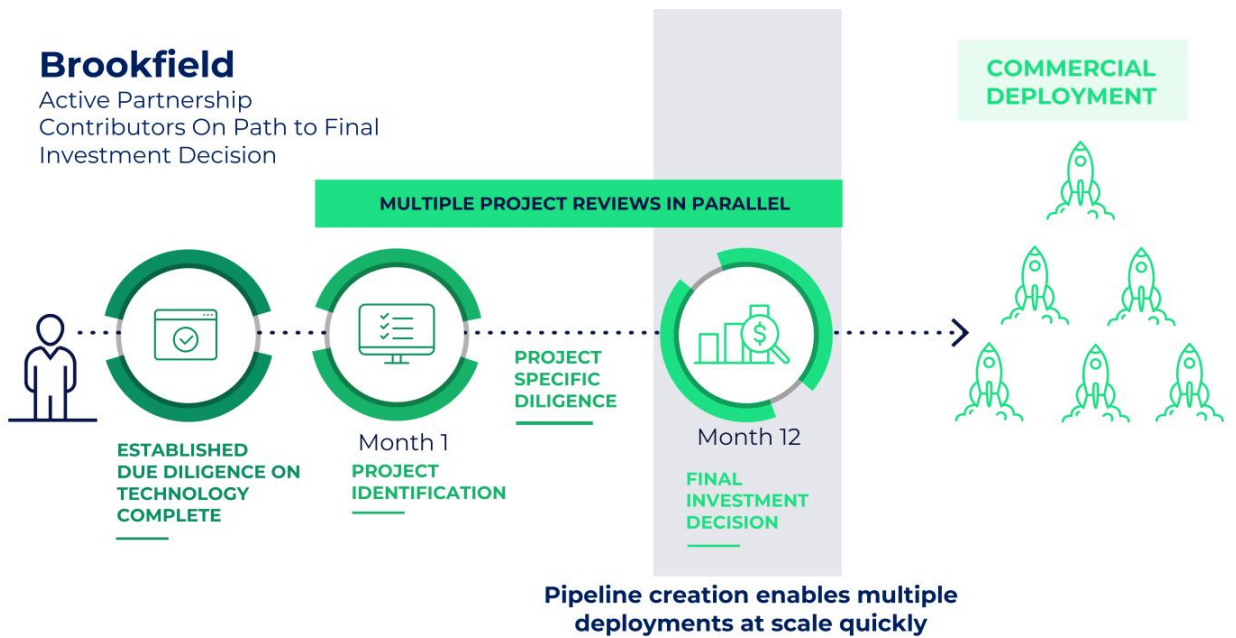 Brookfield
Active Partnership
Contributors On Path to Final
Investment Decision
COMMERCIAL
DEPLOYMENT
MULTIPLE PROJECT REVIEWS IN PARALLEL
$
ESTABLISHED
DUE DILIGENCE ON
TECHNOLOGY
COMPLETE
Month 1
PROJECT
IDENTIFICATION
PROJECT
SPECIFIC
DILIGENCE
Month 12
FINAL
INVESTMENT
DECISION
Pipeline creation enables multiple
deployments at scale quickly